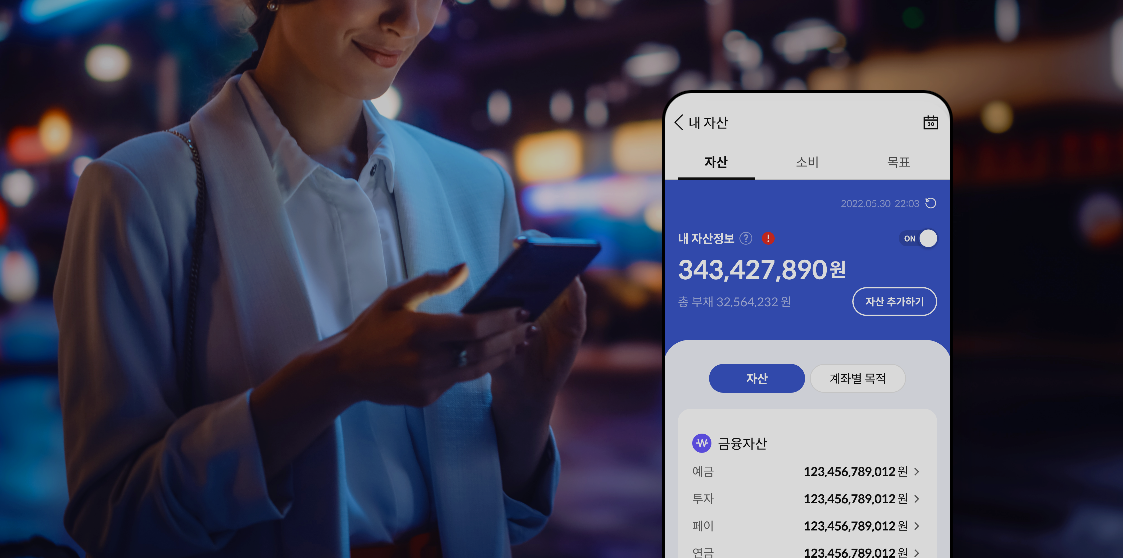 내 자산
30
자산 소비 목표
2022.05.30 22:03
내 자산정보 ? ! ON
343,427,890원
총 부채 32,564,232 원 자산 추가하기
자산 계좌별 목적
W 금융자산
예금 123,456,789,012 원
투자 123,456,789,012 원
페이 123,456,789,012 원
연금 123,456,789,012 원